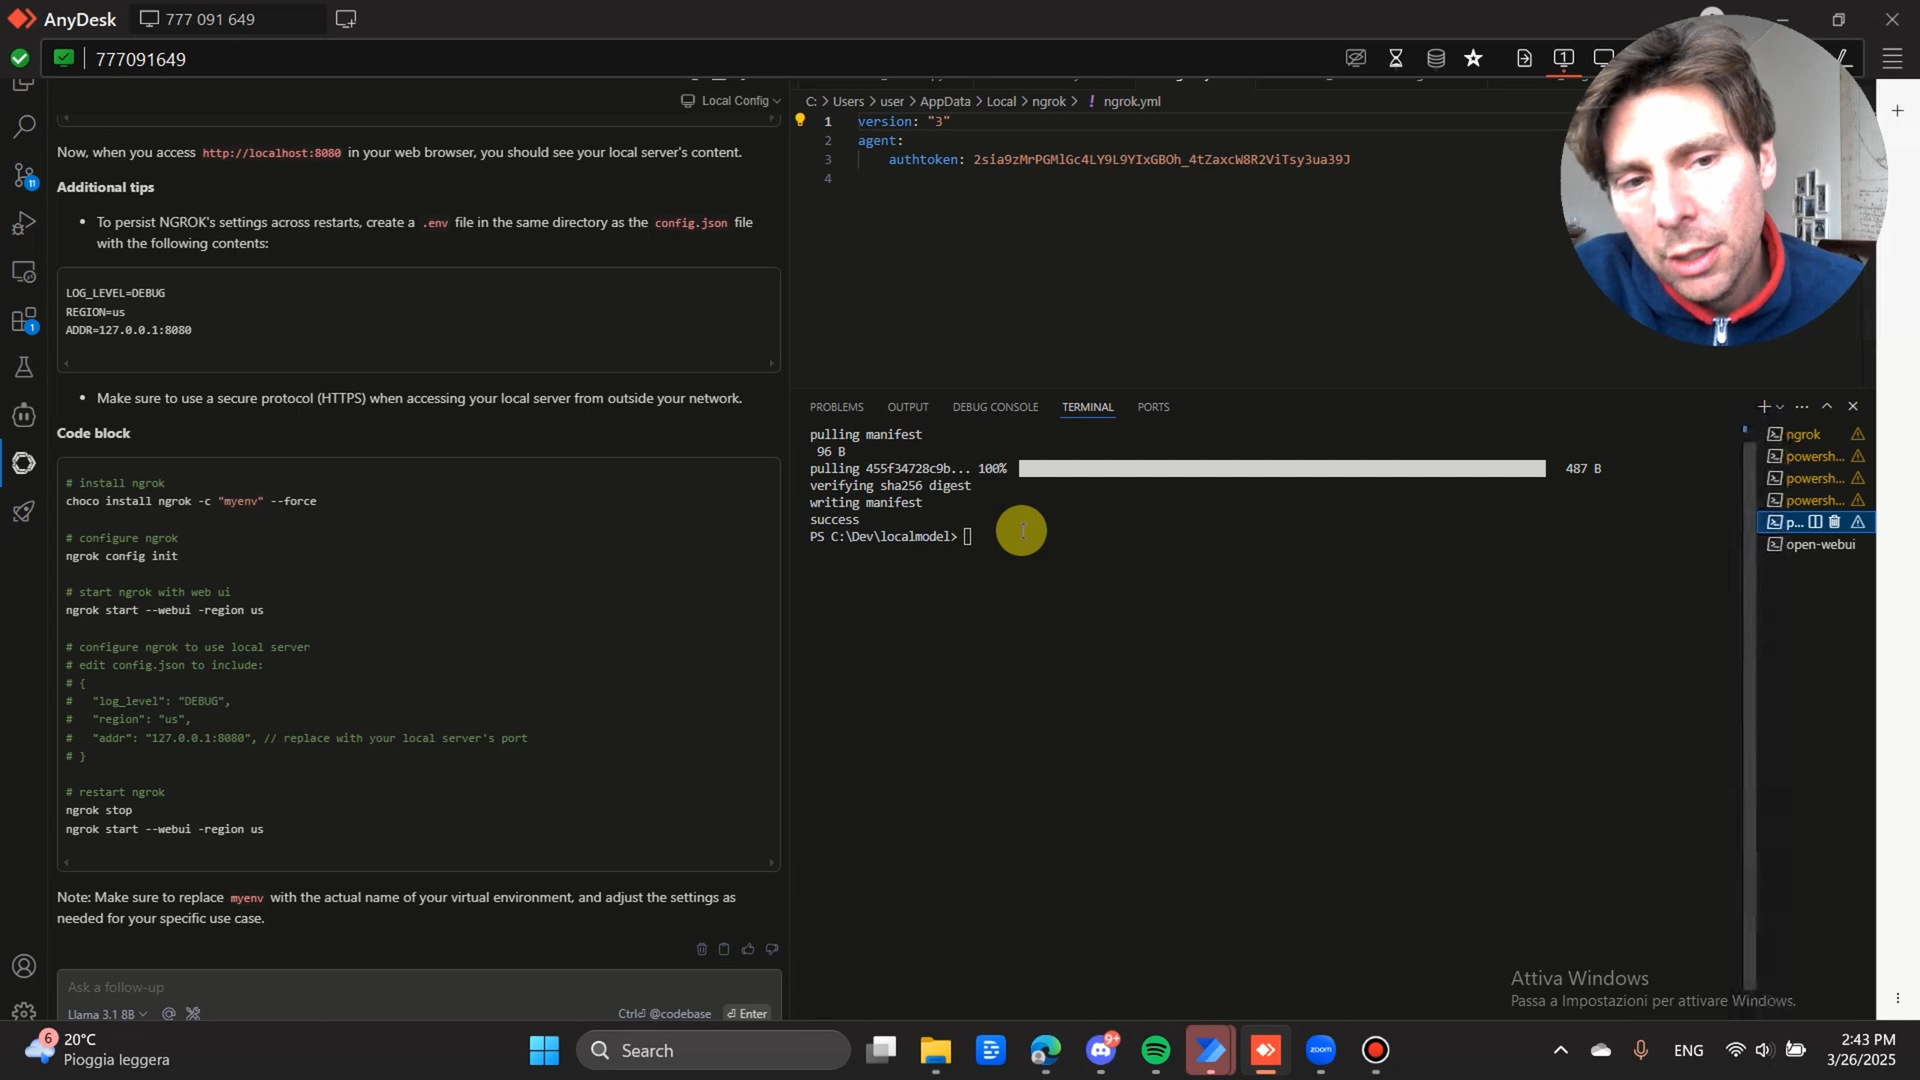 AnyDesk
777 091 649
777091649
Local Config
Now, when you access http://localhost:8080 in your web browser, you should see your local server's content.
Additional tips
• To persist NGROK's settings across restarts, create a .env file in the same directory as the config.json file
with the following contents:
LOG_LEVEL=DEBUG
REGION=us
ADDR=127.0.0.1:8080
• Make sure to use a secure protocol (HTTPS) when accessing your local server from outside your network.
Code block
# install ngrok
choco install ngrok -c "myenv" --force
# configure ngrok
ngrok config init
# start ngrok with web ui
ngrok start --webui -region us
# configure ngrok to use local server
# edit config.json to include:
# {
#   "log_level": "DEBUG",
#   "region": "us",
#   "addr": "127.0.0.1:8080", // replace with your local server's port
# }
# restart ngrok
ngrok stop
ngrok start --webui -region us
Note: Make sure to replace myenv with the actual name of your virtual environment, and adjust the settings as
needed for your specific use case.
Ask a follow-up
Llama 3.1 8B
Ctrl⏎ @codebase
⏎ Enter
11
1
C: > Users > user > AppData > Local > ngrok > ! ngrok.yml
1 version: "3"
2 agent:
3 authtoken: 2sia9zMrPGMlGc4LY9L9YIxGBOh_4tZaxcW8R2ViTsy3ua39J
4
PROBLEMS OUTPUT DEBUG CONSOLE TERMINAL PORTS
pulling manifest
96 B
pulling 455f34728c9b... 100% 487 B
verifying sha256 digest
writing manifest
success
PS C:\Dev\localmodel>
ngrok
powersh...
powersh...
powersh...
p...
open-webui
Attiva Windows
Passa a Impostazioni per attivare Windows.
6
20°C
Pioggia leggera
Search
9+
zoom
ENG
2:43 PM
3/26/2025